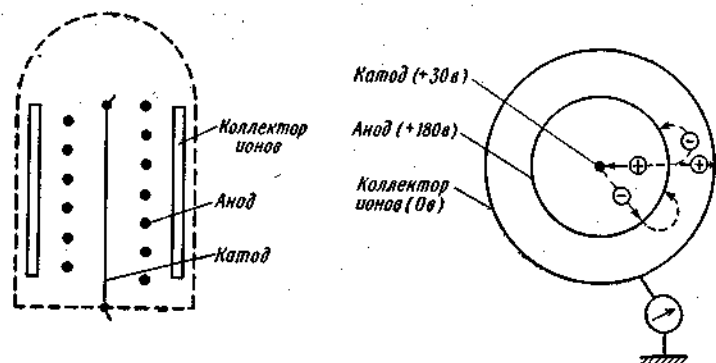 Коллектор
ионов
Анод
Катод
Катод (+30в)
Анод (+180в)
Коллектор
ионов (0в)